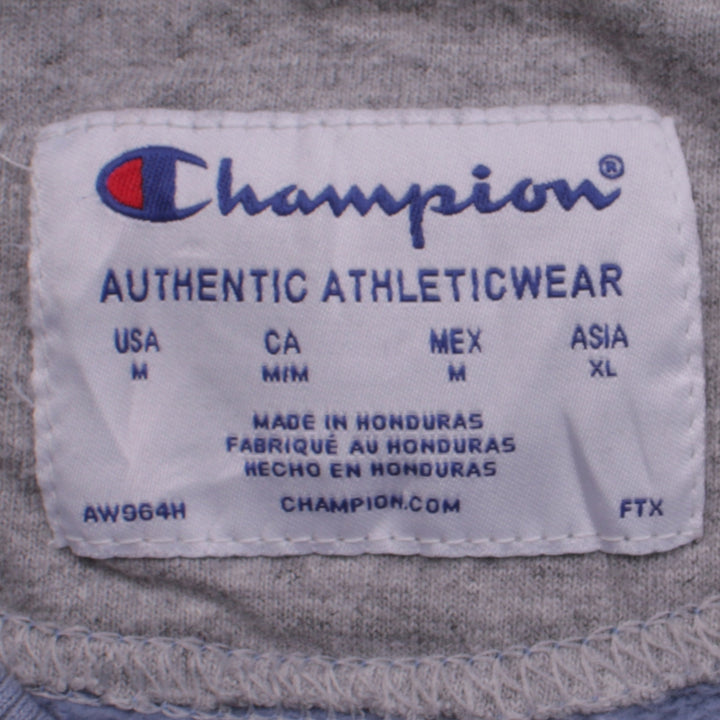 Champion®
AUTHENTIC ATHLETICWEAR
USA CA MEX ASIA
M M/M M XL
MADE IN HONDURAS
FABRIQUÉ AU HONDURAS
HECHO EN HONDURAS
AW964H CHAMPION.COM FTX